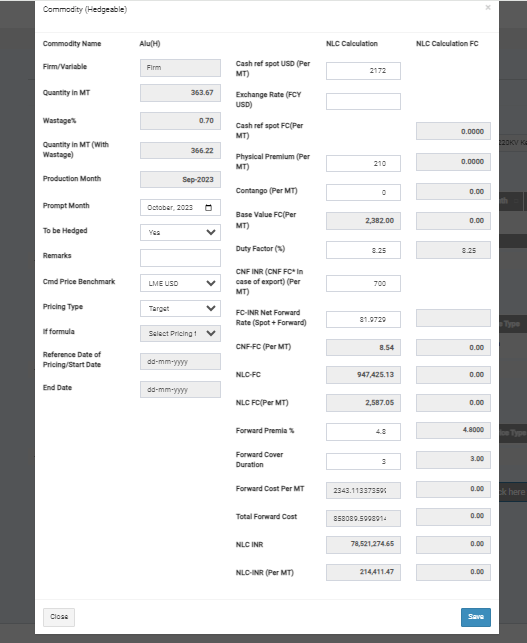 Commodity (Hedgeable)
×
Commodity Name
Alu(H)
NLC Calculation
NLC Calculation FC
Firm/Variable
Firm
Cash ref spot USD (Per
MT)
2172
Quantity in MT
363.67
Exchange Rate (FCY
USD)
Wastage%
0.70
Cash ref spot FC(Per
MT)
0.0000
Quantity in MT (With
Wastage)
366.22
Physical Premium (Per
MT)
210
0.0000
Production Month
Sep-2023
Contango (Per MT)
0
0.00
Prompt Month
October, 2023
Base Value FC(Per
MT)
2,382.00
0.00
To be Hedged
Yes
Duty Factor (%)
8.25
8.25
Remarks
CNF INR (CNF FC* In
case of export) (Per
MT)
700
Cmd Price Benchmark
LME USD
Pricing Type
Target
FC-INR Net Forward
Rate (Spot + Forward)
81.9729
If formula
Select Pricing f
CNF-FC (Per MT)
8.54
0.00
Reference Date of
Pricing/Start Date
dd-mm-yyyy
NLC-FC
947,425.13
0.00
End Date
dd-mm-yyyy
NLC FC(Per MT)
2,587.05
0.00
Forward Premia %
4.8
4.8000
Forward Cover
Duration
3
3.00
Forward Cost Per MT
2343.113373591
0.00
Total Forward Cost
858089.5998914
0.00
NLC INR
78,521,274.65
0.00
NLC-INR (Per MT)
214,411.47
0.00
Close
Save
220KV
Type
Type
ck here